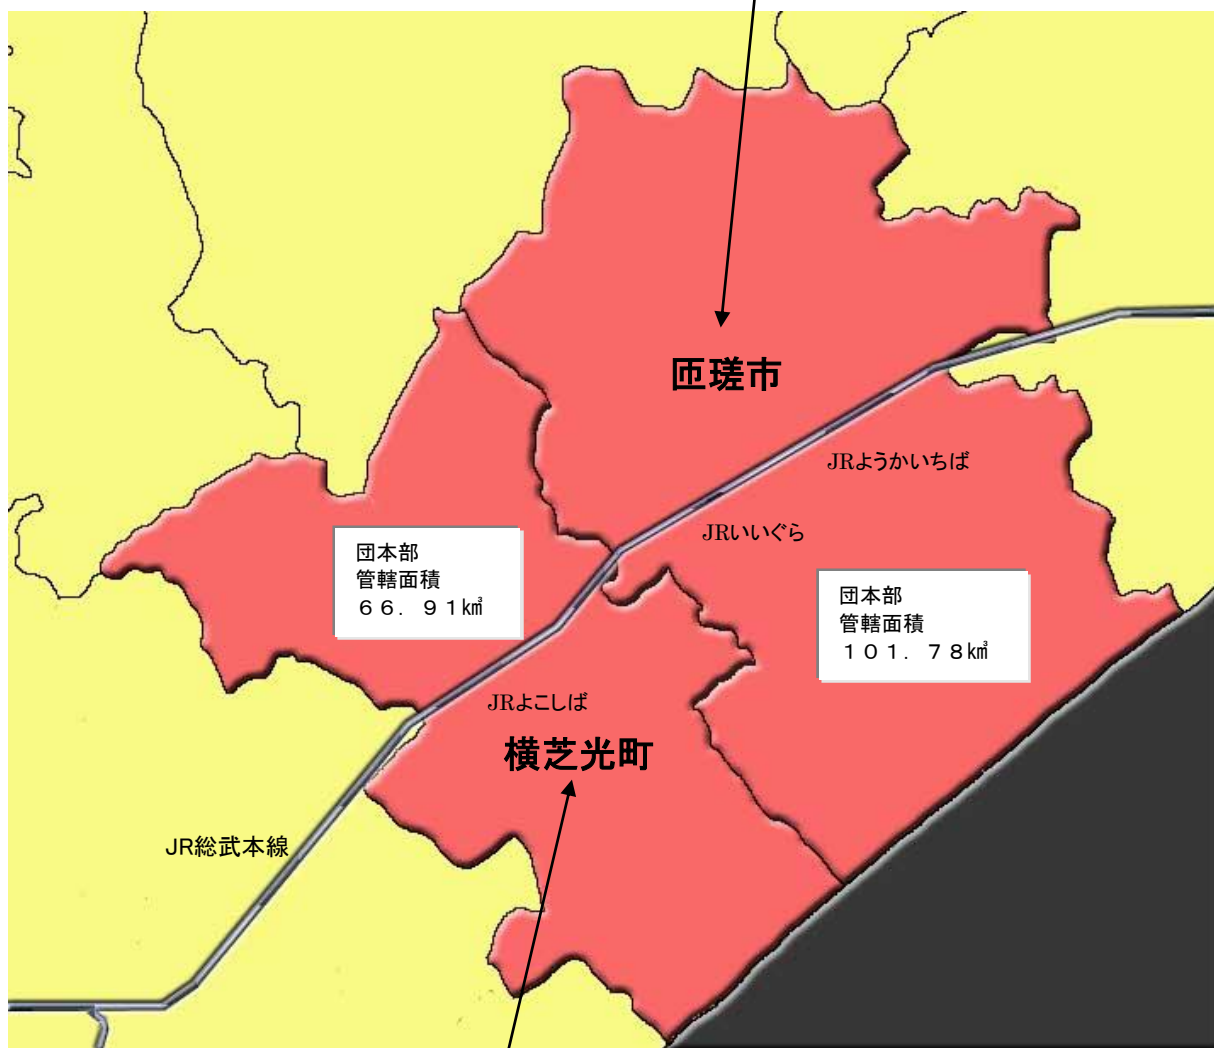 匝瑳市
JRようかいちば
JRいいぐら
団本部
管轄面積
６６．９１㎢
団本部
管轄面積
１０１．７８㎢
JRよこしば
横芝光町
JR総武本線